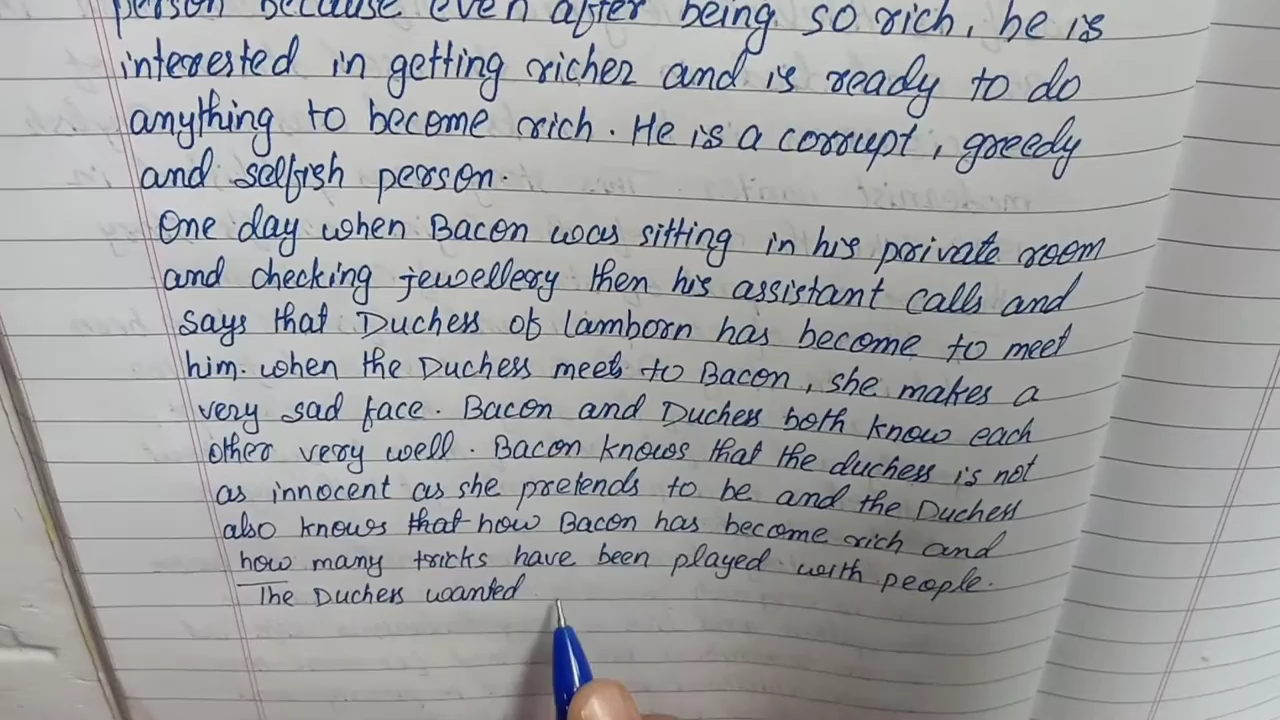 person because even after being so rich, he is
interested in getting richer and is ready to do
anything to become rich. He is a corrupt, greedy
and selfish person.
One day when Bacon was sitting in his private room
and checking jewellery then his assistant calls and
says that Duchess of lamborn has become to meet
him. when the Duchess meets to Bacon, she makes a
very sad face. Bacon and Duchess both know each
other very well. Bacon knows that the duchess is not
as innocent as she pretends to be and the Duchess
also knows that how Bacon has become rich and
how many tricks have been played with people.
The Duchess wanted